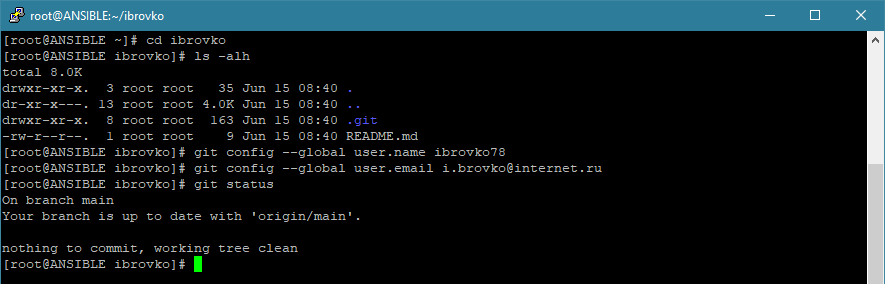 root@ANSIBLE:~/ibrovko
[root@ANSIBLE ~]# cd ibrovko
[root@ANSIBLE ibrovko]# ls -alh
total 8.0K
drwxr-xr-x.  3 root root   35 Jun 15 08:40 .
dr-xr-x---. 13 root root 4.0K Jun 15 08:40 ..
drwxr-xr-x.  8 root root  163 Jun 15 08:40 .git
-rw-r--r--.  1 root root    9 Jun 15 08:40 README.md
[root@ANSIBLE ibrovko]# git config --global user.name ibrovko78
[root@ANSIBLE ibrovko]# git config --global user.email i.brovko@internet.ru
[root@ANSIBLE ibrovko]# git status
On branch main
Your branch is up to date with 'origin/main'.
nothing to commit, working tree clean
[root@ANSIBLE ibrovko]#